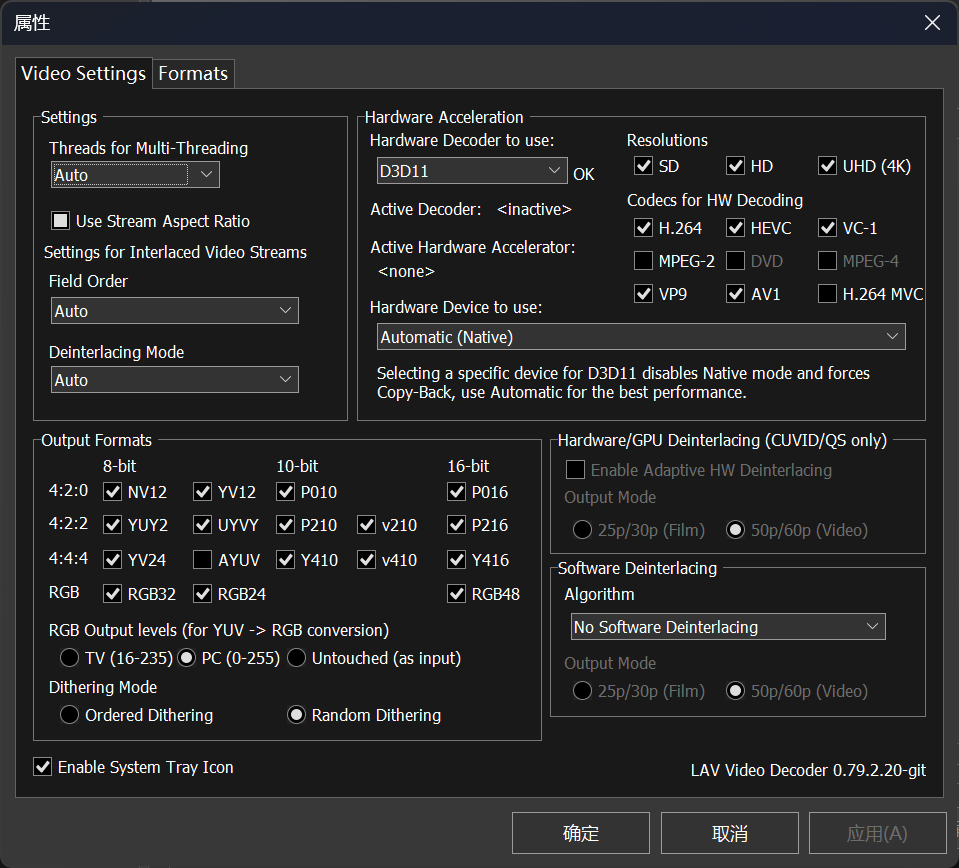 属性
Video Settings
Formats
Settings
Threads for Multi-Threading
Auto
Use Stream Aspect Ratio
Settings for Interlaced Video Streams
Field Order
Auto
Deinterlacing Mode
Auto
Hardware Acceleration
Hardware Decoder to use:
D3D11
OK
Active Decoder: <inactive>
Active Hardware Accelerator:
<none>
Resolutions
SD HD UHD (4K)
Codecs for HW Decoding
H.264 HEVC VC-1
MPEG-2 DVD MPEG-4
VP9 AV1 H.264 MVC
Hardware Device to use:
Automatic (Native)
Selecting a specific device for D3D11 disables Native mode and forces
Copy-Back, use Automatic for the best performance.
Output Formats
8-bit 10-bit 16-bit
4:2:0 NV12 YV12 P010 P016
4:2:2 YUY2 UYVY P210 v210 P216
4:4:4 YV24 AYUV Y410 v410 Y416
RGB RGB32 RGB24 RGB48
RGB Output levels (for YUV -> RGB conversion)
TV (16-235) PC (0-255) Untouched (as input)
Dithering Mode
Ordered Dithering Random Dithering
Hardware/GPU Deinterlacing (CUVID/QS only)
Enable Adaptive HW Deinterlacing
Output Mode
25p/30p (Film) 50p/60p (Video)
Software Deinterlacing
Algorithm
No Software Deinterlacing
Output Mode
25p/30p (Film) 50p/60p (Video)
Enable System Tray Icon
LAV Video Decoder 0.79.2.20-git
确定
取消
应用(A)